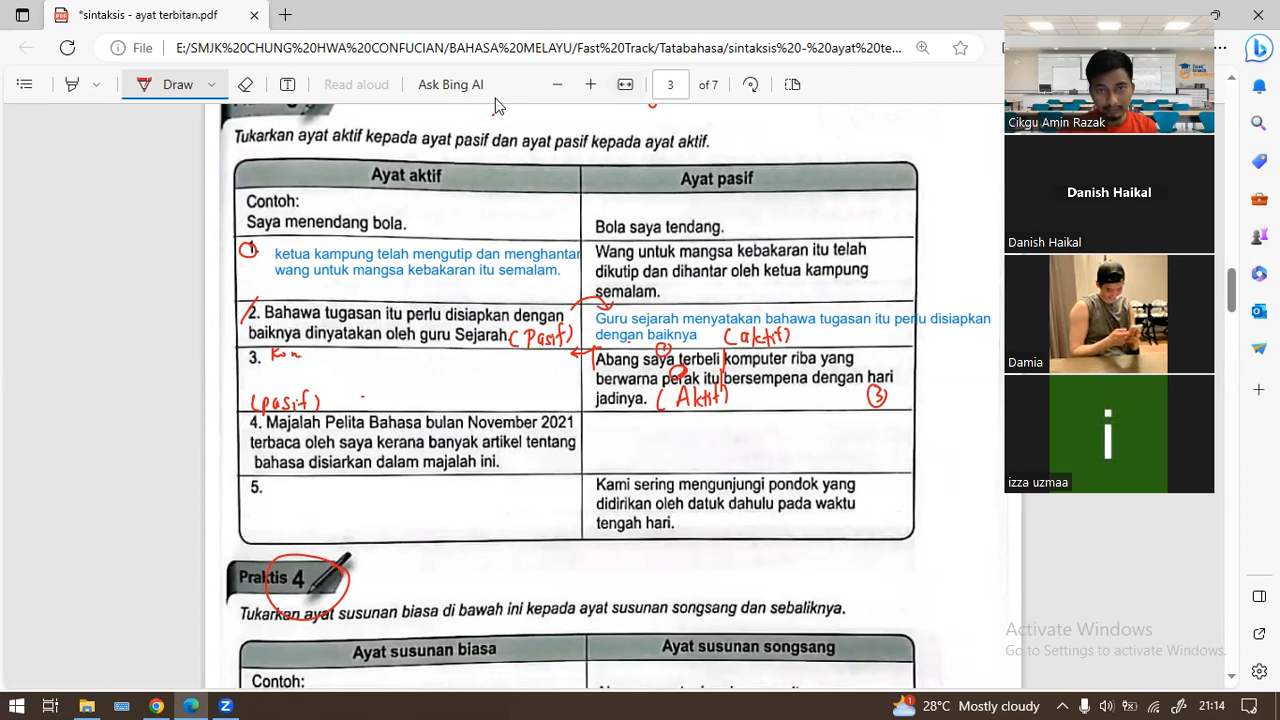 *sintaksis - ayat terbitan.pdf
File
E:/SMJK%20CHUNG%20HWA%20CONFUCIAN/BAHASA%20MELAYU/Fast%20Track/Tatabahasa/sintaksis%20-%20ayat%20te...
Draw
Read aloud
Ask Bing AI
3 of 7
Tukarkan ayat aktif kepada ayat pasif dan ayat pasif kepada ayat aktif.
Ayat aktif
Ayat pasif
Contoh:
Saya menendang bola.
Bola saya tendang.
1.
ketua kampung telah mengutip dan menghantar
wang untuk mangsa kebakaran itu semalam.
Wang untuk mangsa kebakaran itu telah
dikutip dan dihantar oleh ketua kampung
semalam.
2. Bahawa tugasan itu perlu disiapkan dengan
baiknya dinyatakan oleh guru Sejarah. (Pasif)
Guru sejarah menyatakan bahawa tugasan itu perlu disiapkan
dengan baiknya (aktif)
3. Kom
(pasif)
Abang saya terbeli komputer riba yang
berwarna perak itu bersempena dengan hari
jadinya. (Aktif) 3
4. Majalah Pelita Bahasa bulan November 2021
terbaca oleh saya kerana banyak artikel tentang
bahasa disiarkan dalam majalah ini.
5.
Kami sering mengunjungi pondok yang
didirikan oleh datuk dahulu pada waktu
tengah hari.
Praktis 4
Tukarkan ayat susunan biasa di bawah ini kepada ayat susunan songsang dan sebaliknya.
Ayat susunan biasa
Ayat susunan songsang
Contoh:
Cikgu Amin Razak
Danish Haikal
Danish Haikal
Damia
i
izza uzmaa
Activate Windows
Go to Settings to activate Windows.
28°C Mostly cloudy
21:14